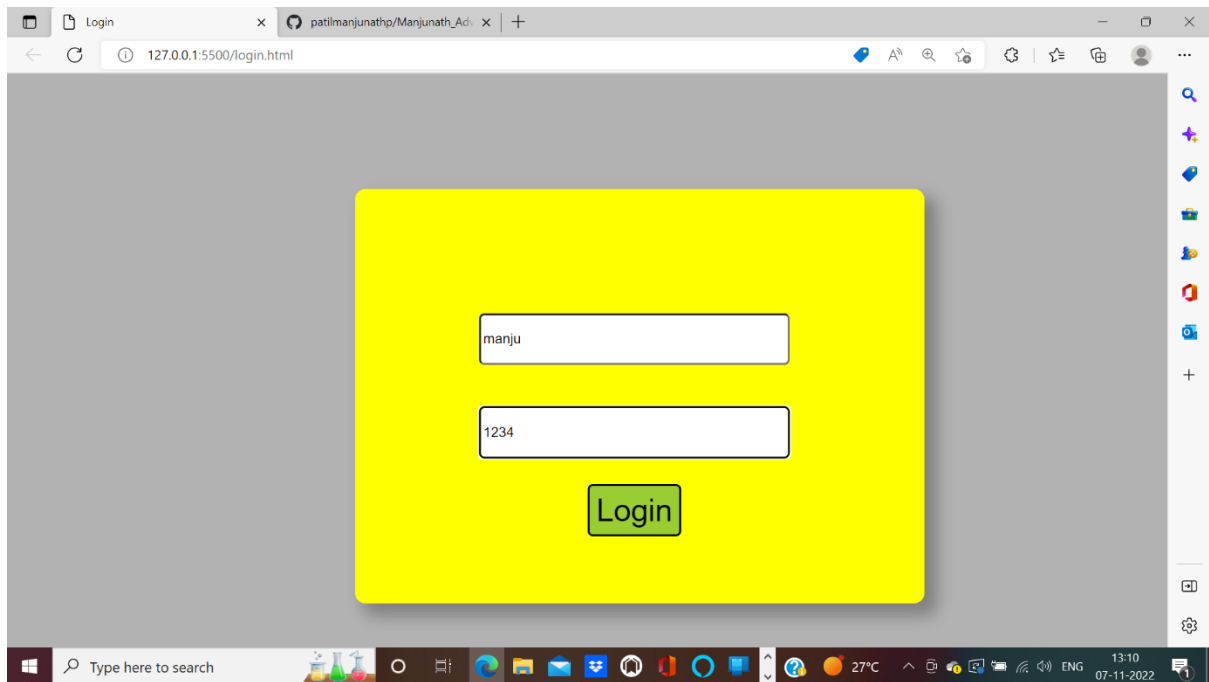 Login
patilmanjunathp/Manjunath_Adv
127.0.0.1:5500/login.html
manju
1234
Login
Type here to search
27°C
ENG
13:10
07-11-2022
1